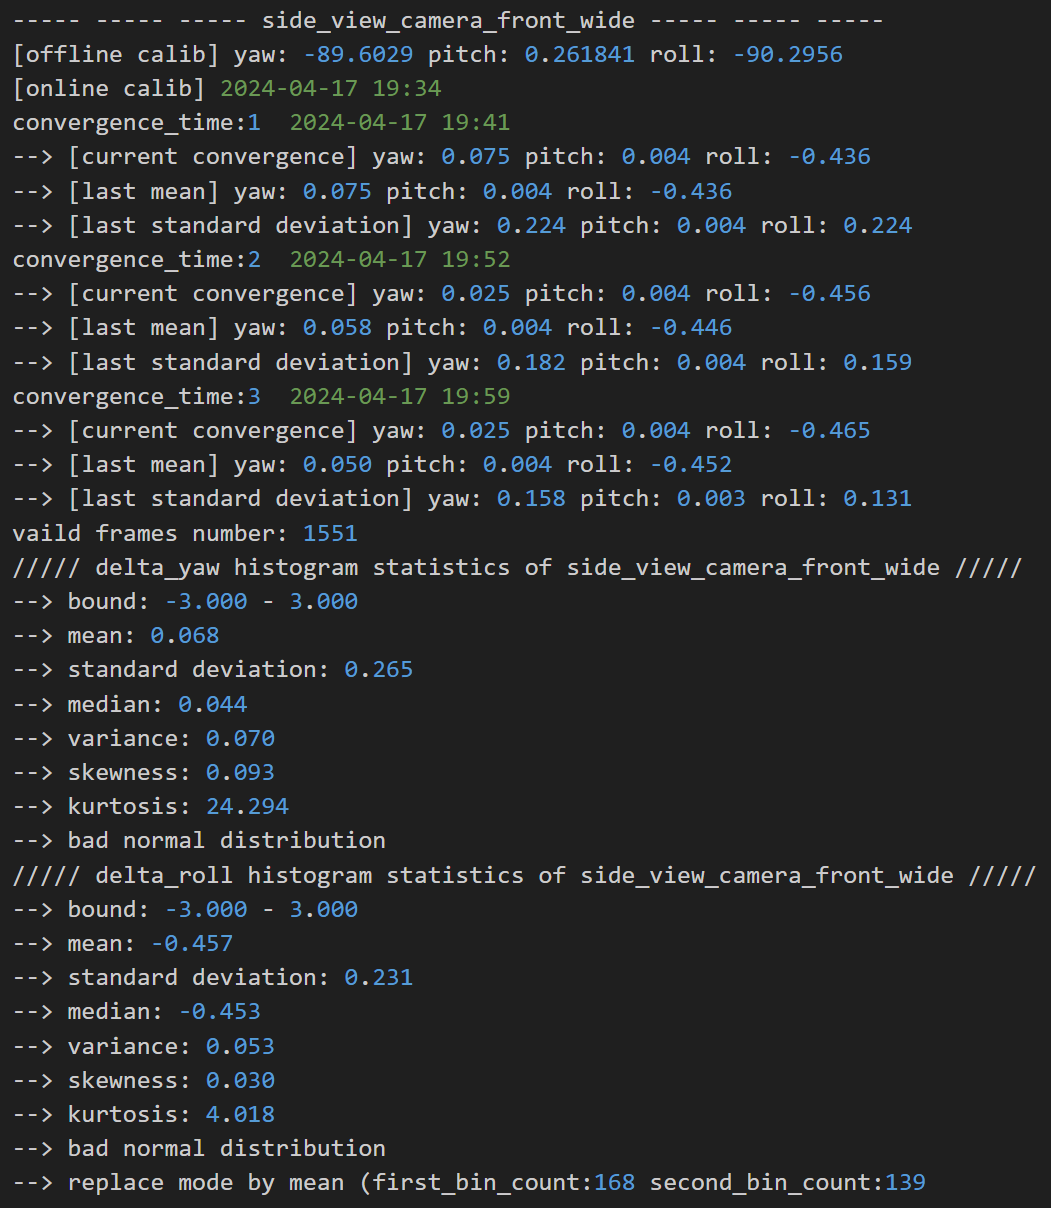 ----- ----- ----- side_view_camera_front_wide ----- ----- -----
[offline calib] yaw: -89.6029 pitch: 0.261841 roll: -90.2956
[online calib] 2024-04-17 19:34
convergence_time:1  2024-04-17 19:41
--> [current convergence] yaw: 0.075 pitch: 0.004 roll: -0.436
--> [last mean] yaw: 0.075 pitch: 0.004 roll: -0.436
--> [last standard deviation] yaw: 0.224 pitch: 0.004 roll: 0.224
convergence_time:2  2024-04-17 19:52
--> [current convergence] yaw: 0.025 pitch: 0.004 roll: -0.456
--> [last mean] yaw: 0.058 pitch: 0.004 roll: -0.446
--> [last standard deviation] yaw: 0.182 pitch: 0.004 roll: 0.159
convergence_time:3  2024-04-17 19:59
--> [current convergence] yaw: 0.025 pitch: 0.004 roll: -0.465
--> [last mean] yaw: 0.050 pitch: 0.004 roll: -0.452
--> [last standard deviation] yaw: 0.158 pitch: 0.003 roll: 0.131
vaild frames number: 1551
///// delta_yaw histogram statistics of side_view_camera_front_wide /////
--> bound: -3.000 - 3.000
--> mean: 0.068
--> standard deviation: 0.265
--> median: 0.044
--> variance: 0.070
--> skewness: 0.093
--> kurtosis: 24.294
--> bad normal distribution
///// delta_roll histogram statistics of side_view_camera_front_wide /////
--> bound: -3.000 - 3.000
--> mean: -0.457
--> standard deviation: 0.231
--> median: -0.453
--> variance: 0.053
--> skewness: 0.030
--> kurtosis: 4.018
--> bad normal distribution
--> replace mode by mean (first_bin_count:168 second_bin_count:139